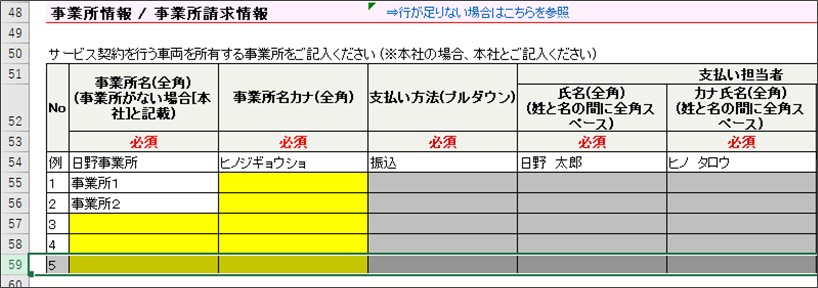 48 事業所情報 / 事業所請求情報 ⇒行が足りない場合はこちらを参照
49
50 サービス契約を行う車両を所有する事業所をご記入ください(※本社の場合、本社とご記入ください)
51 支払い担当者
No
事業所名(全角)
(事業所がない場合[本
社]と記載)
事業所名カナ(全角)
支払い方法(プルダウン)
氏名(全角)
(姓と名の間に全角ス
ペース)
カナ氏名(全角)
(姓と名の間に全角ス
ペース)
52
53 必須 必須 必須 必須 必須
54 例 日野事業所 ヒノジギョウショ 振込 日野 太郎 ヒノ タロウ
55 1 事業所1
56 2 事業所2
57 3
58 4
59 5
60